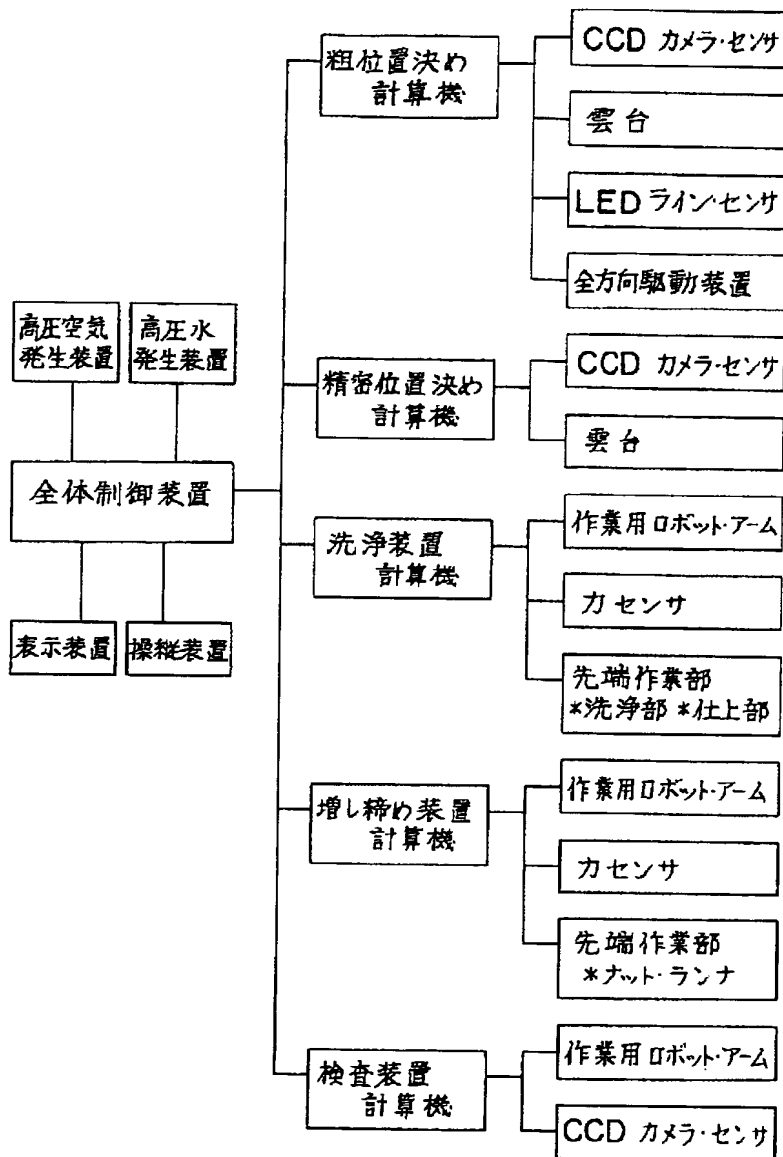 高圧空気
発生装置
高圧水
発生装置
全体制御装置
表示装置
操縦装置
粗位置決め
計算機
CCD カメラ・センサ
雲台
LED ライン・センサ
全方向駆動装置
精密位置決め
計算機
CCD カメラ・センサ
雲台
洗浄装置
計算機
作業用ロボット・アーム
力センサ
先端作業部
*洗浄部 *仕上部
増し締め装置
計算機
作業用ロボット・アーム
力センサ
先端作業部
*ナット・ランナ
検査装置
計算機
作業用ロボット・アーム
CCD カメラ・センサ